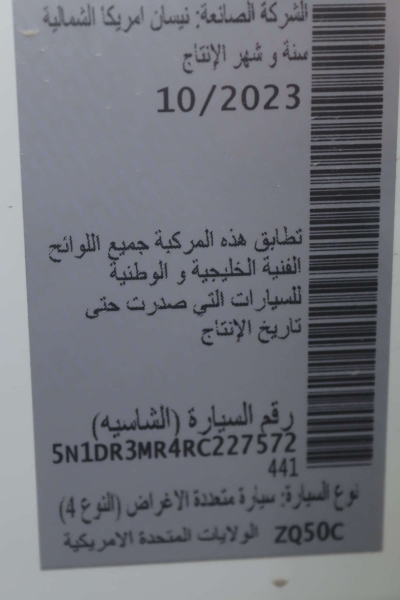 الشركة الصانعة: نيسان امريكا الشمالية
سنة و شهر الإنتاج
10/2023
تطابق هذه المركبة جميع اللوائح
الفنية الخليجية و الوطنية
للسيارات التي صدرت حتى
تاريخ الإنتاج
رقم السيارة (الشاسيه)
5N1DR3MR4RC227572
441
نوع السيارة: سيارة متعددة الاغراض (النوع 4)
ZQ50C الولايات المتحدة الامريكية